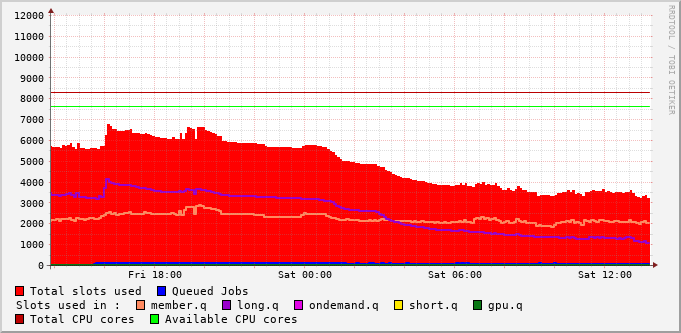 RRDTOOL / TOBI OETIKER
12000
11000
10000
9000
8000
7000
6000
5000
4000
3000
2000
1000
0
Fri 18:00 Sat 00:00 Sat 06:00 Sat 12:00
Total slots used Queued Jobs
Slots used in : member.q long.q ondemand.q short.q gpu.q
Total CPU cores Available CPU cores